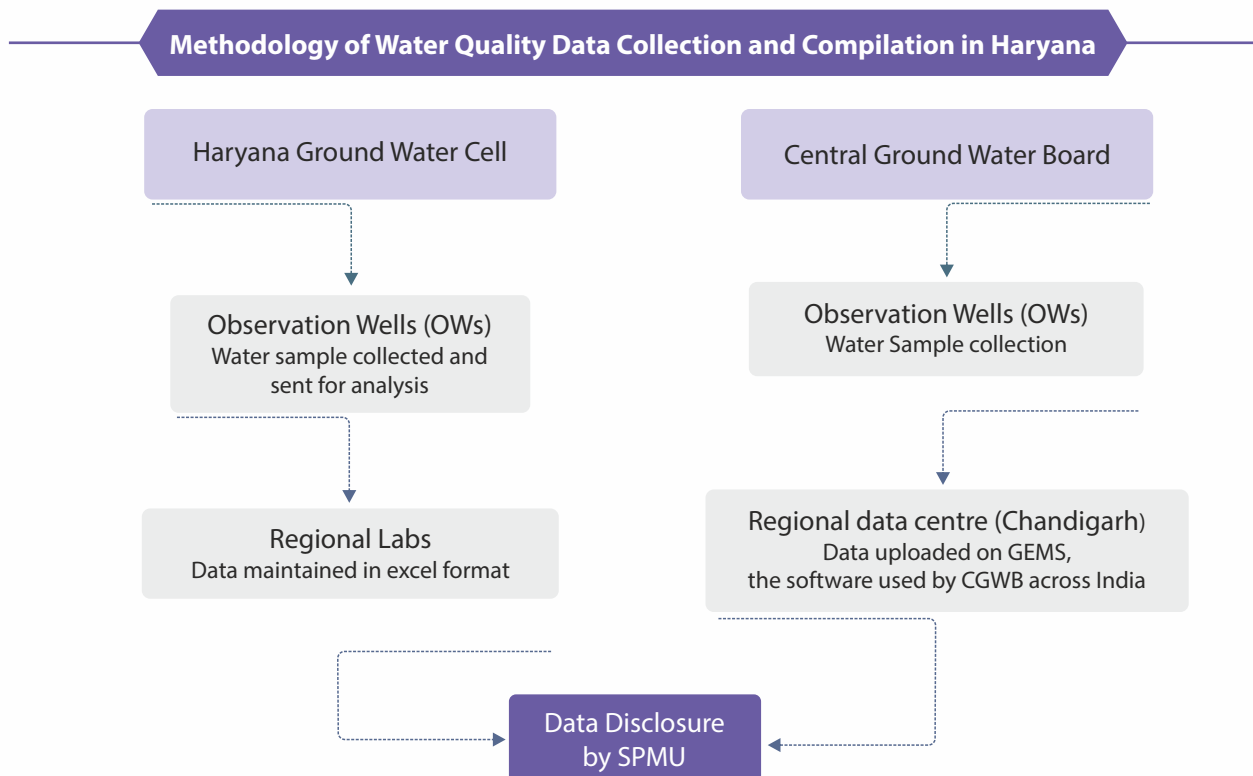 Methodology of Water Quality Data Collection and Compilation in Haryana
Haryana Ground Water Cell
Central Ground Water Board
Observation Wells (OWs)
Water sample collected and
sent for analysis
Observation Wells (OWs)
Water Sample collection
Regional Labs
Data maintained in excel format
Regional data centre (Chandigarh)
Data uploaded on GEMS,
the software used by CGWB across India
Data Disclosure
by SPMU